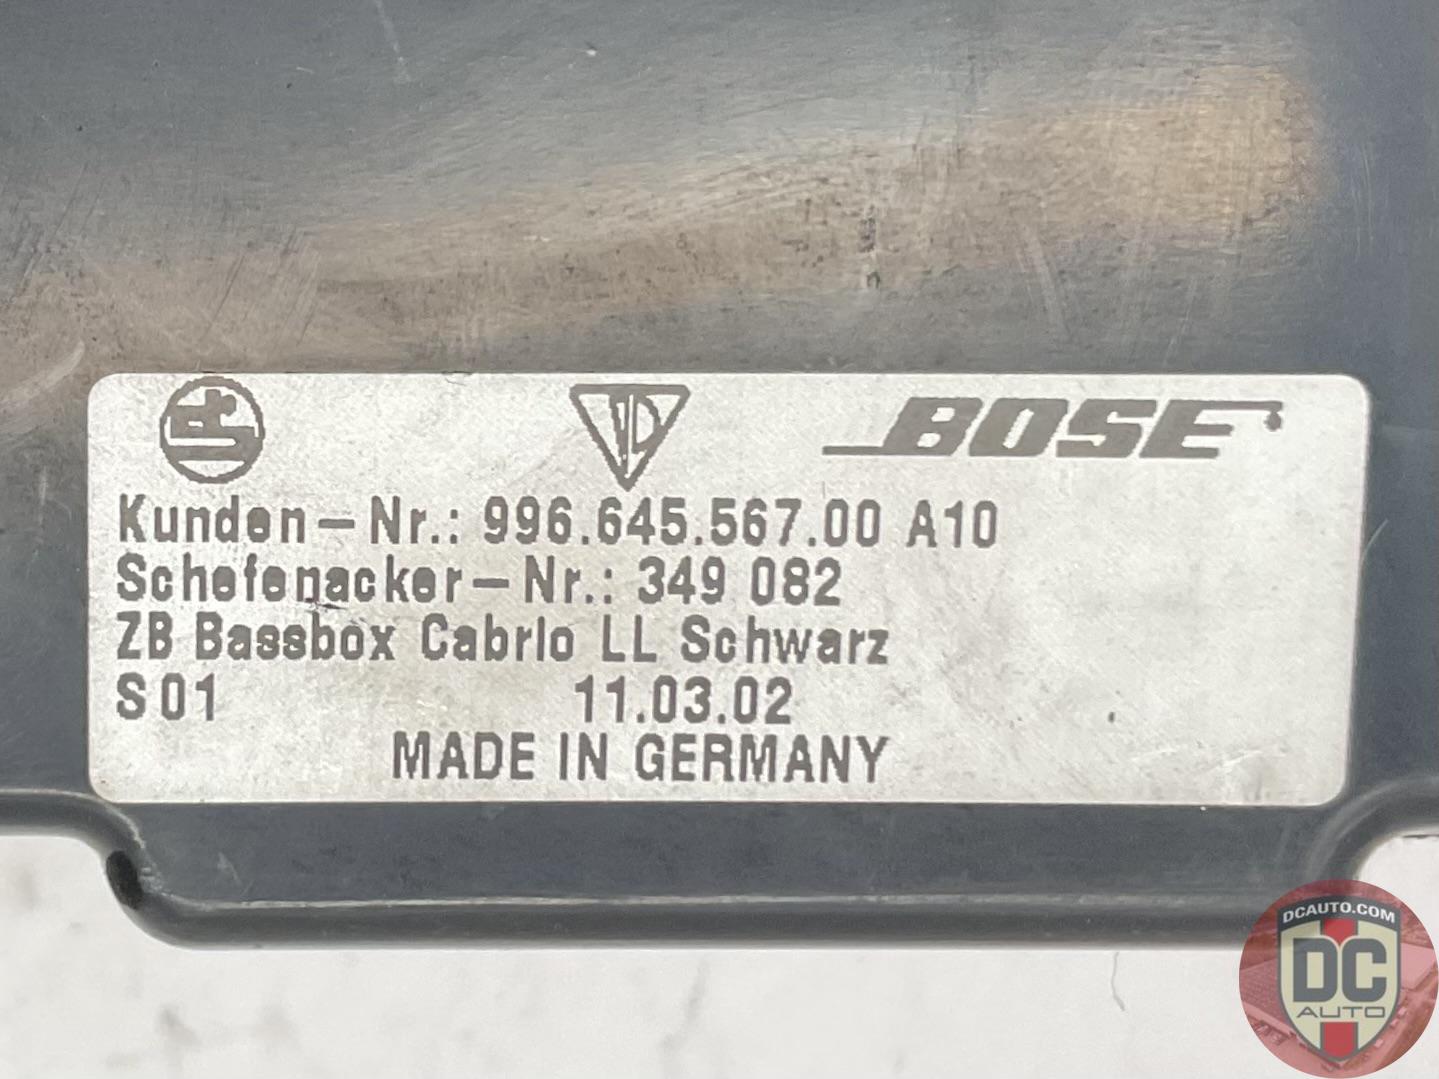 BOSE
Kunden-Nr.: 996.645.567.00 A10
Schefenacker-Nr.: 349 082
ZB Bassbox Cabrio LL Schwarz
S01 11.03.02
MADE IN GERMANY
DCAUTO.COM
DC
AUTO